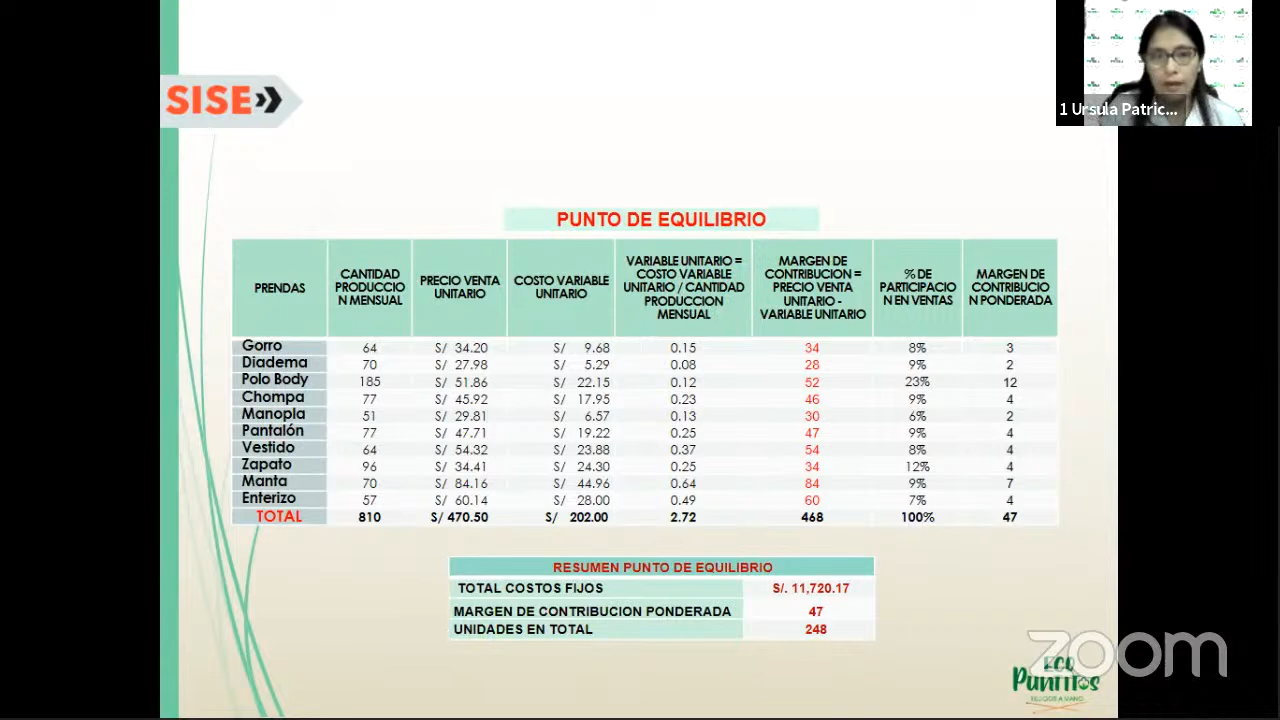 1 Ursula Patric...
SISE
PUNTO DE EQUILIBRIO
PRENDAS
CANTIDAD
PRODUCCIO
N MENSUAL
PRECIO VENTA
UNITARIO
COSTO VARIABLE
UNITARIO
VARIABLE UNITARIO =
COSTO VARIABLE
UNITARIO / CANTIDAD
PRODUCCION
MENSUAL
MARGEN DE
CONTRIBUCION =
PRECIO VENTA
UNITARIO -
VARIABLE UNITARIO
% DE
PARTICIPACIO
N EN VENTAS
MARGEN DE
CONTRIBUCIO
N PONDERADA
Gorro 64 S/ 34.20 S/ 9.68 0.15 34 8% 3
Diadema 70 S/ 27.98 S/ 5.29 0.08 28 9% 2
Polo Body 185 S/ 51.86 S/ 22.15 0.12 52 23% 12
Chompa 77 S/ 45.92 S/ 17.95 0.23 46 9% 4
Manopla 51 S/ 29.81 S/ 6.57 0.13 30 6% 2
Pantalón 77 S/ 47.71 S/ 19.22 0.25 47 9% 4
Vestido 64 S/ 54.32 S/ 23.88 0.37 54 8% 4
Zapato 96 S/ 34.41 S/ 24.30 0.25 34 12% 4
Manta 70 S/ 84.16 S/ 44.96 0.64 84 9% 7
Enterizo 57 S/ 60.14 S/ 28.00 0.49 60 7% 4
TOTAL 810 S/ 470.50 S/ 202.00 2.72 468 100% 47
RESUMEN PUNTO DE EQUILIBRIO
TOTAL COSTOS FIJOS S/. 11,720.17
MARGEN DE CONTRIBUCION PONDERADA 47
UNIDADES EN TOTAL 248
zoom
ECO
Punttos
TEJIDOS A MANO